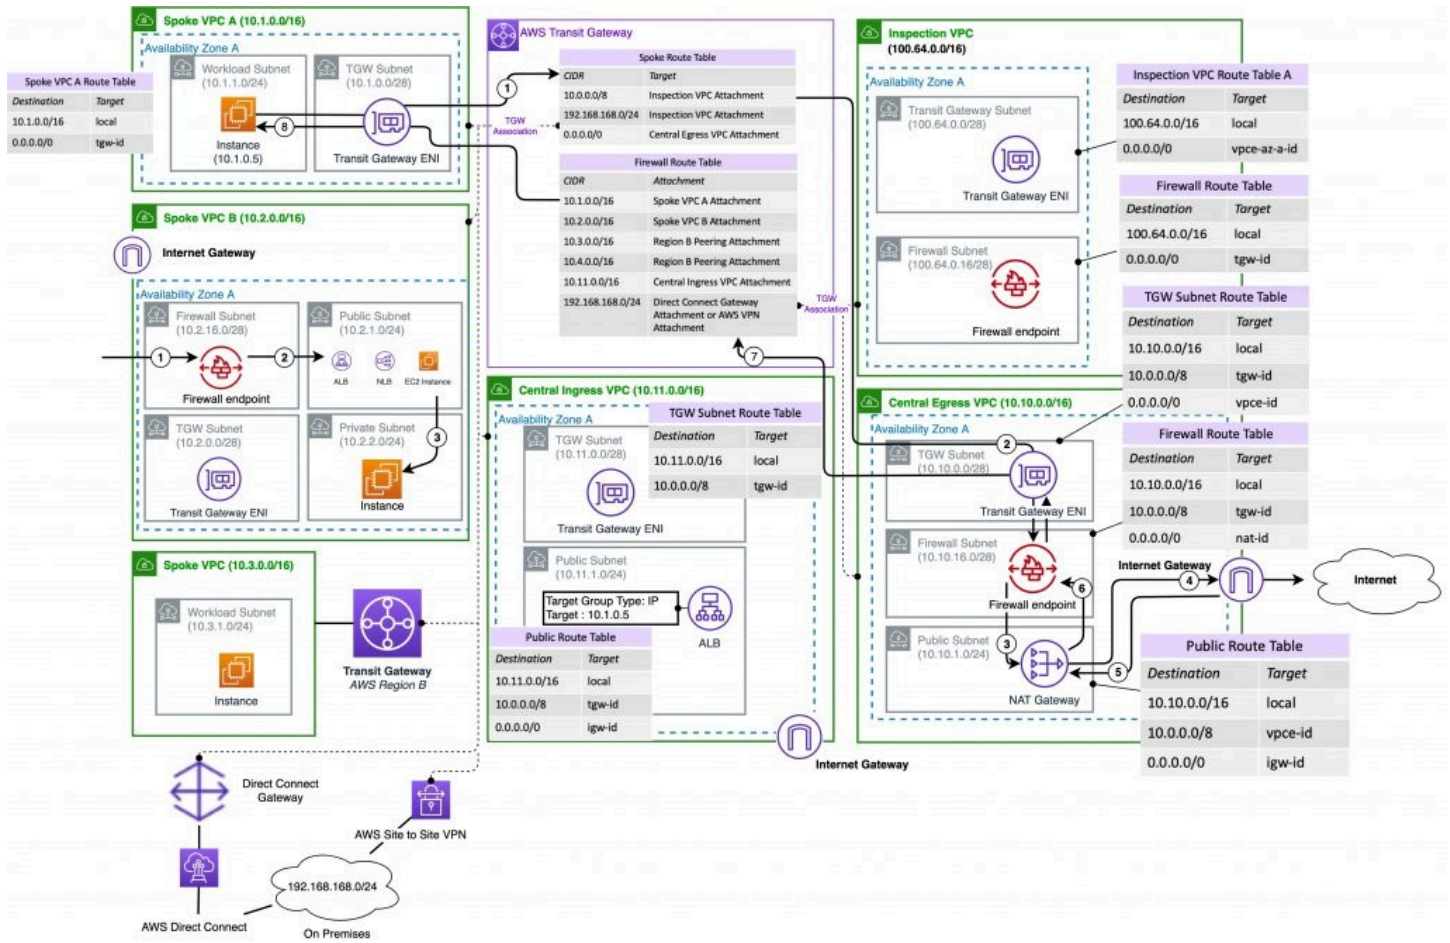 Spoke VPC A (10.1.0.0/16)
Availability Zone A
Workload Subnet
(10.1.1.0/24)
TGW Subnet
(10.1.0.0/28)
Instance
(10.1.0.5)
Transit Gateway ENI
1
8
Spoke VPC A Route Table
Destination Target
10.1.0.0/16 local
0.0.0.0/0 tgw-id
Spoke VPC B (10.2.0.0/16)
Internet Gateway
Availability Zone A
Firewall Subnet
(10.2.16.0/28)
Public Subnet
(10.2.1.0/24)
1
2
ALB
NLB
EC2 Instance
Firewall endpoint
TGW Subnet
(10.2.0.0/28)
Private Subnet
(10.2.2.0/24)
3
Transit Gateway ENI
Instance
Spoke VPC (10.3.0.0/16)
Workload Subnet
(10.3.1.0/24)
Instance
Transit Gateway
AWS Region B
Direct Connect
Gateway
AWS Site to Site VPN
192.168.168.0/24
AWS Direct Connect
On Premises
AWS Transit Gateway
Spoke Route Table
CIDR Target
10.0.0.0/8 Inspection VPC Attachment
192.168.168.0/24 Inspection VPC Attachment
0.0.0.0/0 Central Egress VPC Attachment
TGW
Association
Firewall Route Table
CIDR Attachment
10.1.0.0/16 Spoke VPC A Attachment
10.2.0.0/16 Spoke VPC B Attachment
10.3.0.0/16 Region B Peering Attachment
10.4.0.0/16 Region B Peering Attachment
10.11.0.0/16 Central Ingress VPC Attachment
192.168.168.0/24 Direct Connect Gateway
Attachment or AWS VPN
Attachment
TGW
Association
7
Central Ingress VPC (10.11.0.0/16)
Availability Zone A
TGW Subnet
(10.11.0.0/28)
Transit Gateway ENI
TGW Subnet Route Table
Destination Target
10.11.0.0/16 local
10.0.0.0/8 tgw-id
Public Subnet
(10.11.1.0/24)
Target Group Type: IP
Target : 10.1.0.5
ALB
Public Route Table
Destination Target
10.11.0.0/16 local
10.0.0.0/8 tgw-id
0.0.0.0/0 igw-id
Internet Gateway
Inspection VPC
(100.64.0.0/16)
Availability Zone A
Transit Gateway Subnet
(100.64.0.0/28)
Transit Gateway ENI
Firewall Subnet
(100.64.0.16/28)
Firewall endpoint
Inspection VPC Route Table A
Destination Target
100.64.0.0/16 local
0.0.0.0/0 vpce-az-a-id
Firewall Route Table
Destination Target
100.64.0.0/16 local
0.0.0.0/0 tgw-id
TGW Subnet Route Table
Destination Target
10.10.0.0/16 local
10.0.0.0/8 tgw-id
0.0.0.0/0 vpce-id
Central Egress VPC (10.10.0.0/16)
Availability Zone A
TGW Subnet
(10.10.0.0/28)
2
Transit Gateway ENI
Firewall Subnet
(10.10.16.0/28)
6
Firewall endpoint
Public Subnet
(10.10.1.0/24)
3
NAT Gateway
Firewall Route Table
Destination Target
10.10.0.0/16 local
10.0.0.0/8 tgw-id
0.0.0.0/0 nat-id
Internet Gateway
4
5
Internet
Public Route Table
Destination Target
10.10.0.0/16 local
10.0.0.0/8 vpce-id
0.0.0.0/0 igw-id